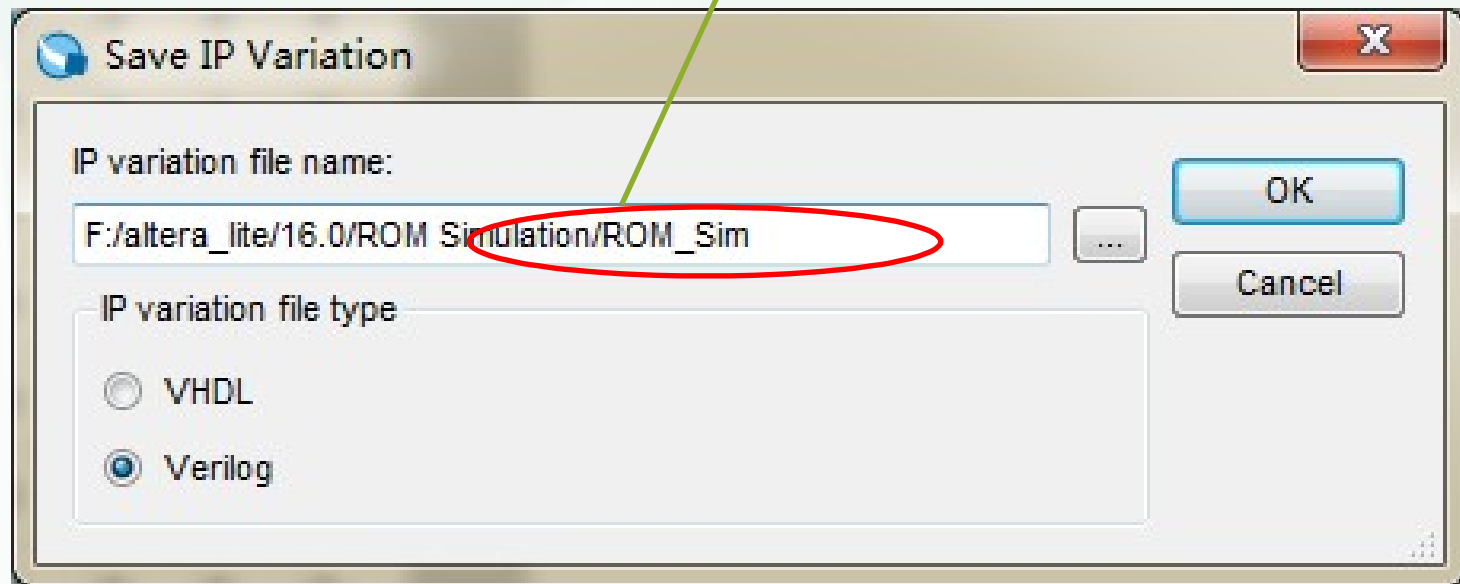 Save IP Variation
IP variation file name:
F:/altera_lite/16.0/ROM Simulation/ROM_Sim
...
OK
Cancel
IP variation file type
VHDL
Verilog